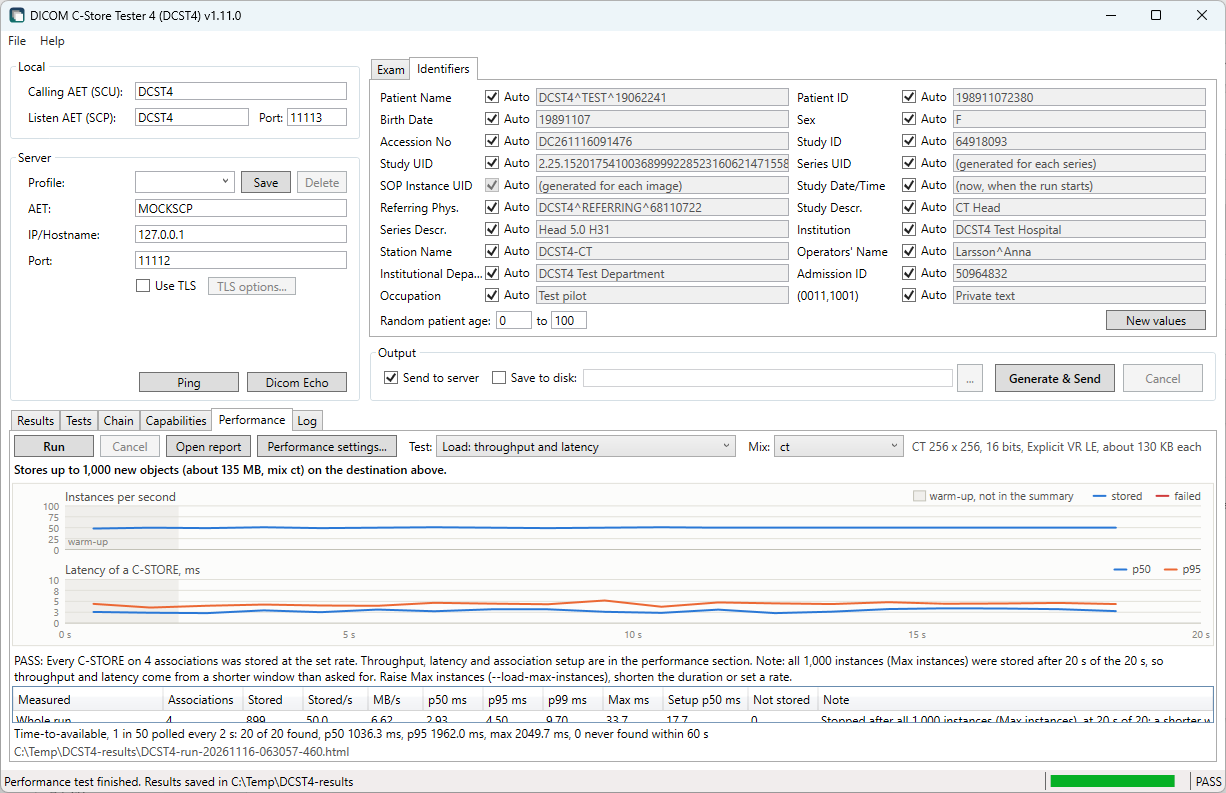 DICOM C-Store Tester 4 (DCST4) v1.11.0
File Help
Local
Calling AET (SCU): DCST4
Listen AET (SCP): DCST4 Port: 11113
Server
Profile: Save Delete
AET: MOCKSCP
IP/Hostname: 127.0.0.1
Port: 11112
Use TLS TLS options...
Ping Dicom Echo
Exam Identifiers
Patient Name Auto DCST4^TEST^19062241 Patient ID Auto 198911072380
Birth Date Auto 19891107 Sex Auto F
Accession No Auto DC261116091476 Study ID Auto 64918093
Study UID Auto 2.25.15201754100368999228523160621471558 Series UID Auto (generated for each series)
SOP Instance UID Auto (generated for each image) Study Date/Time Auto (now, when the run starts)
Referring Phys. Auto DCST4^REFERRING^68110722 Study Descr. Auto CT Head
Series Descr. Auto Head 5.0 H31 Institution Auto DCST4 Test Hospital
Station Name Auto DCST4-CT Operators' Name Auto Larsson^Anna
Institutional Depa... Auto DCST4 Test Department Admission ID Auto 50964832
Occupation Auto Test pilot (0011,1001) Auto Private text
Random patient age: 0 to 100 New values
Output
Send to server Save to disk: ... Generate & Send Cancel
Results Tests Chain Capabilities Performance Log
Run Cancel Open report Performance settings... Test: Load: throughput and latency Mix: ct CT 256 x 256, 16 bits, Explicit VR LE, about 130 KB each
Stores up to 1,000 new objects (about 135 MB, mix ct) on the destination above.
Instances per second warm-up, not in the summary stored failed
100
75
50
25
0
warm-up
Latency of a C-STORE, ms p50 p95
10
8
5
3
0
0 s 5 s 10 s 15 s 20 s
PASS: Every C-STORE on 4 associations was stored at the set rate. Throughput, latency and association setup are in the performance section. Note: all 1,000 instances (Max instances) were stored after 20 s of the 20 s, so
throughput and latency come from a shorter window than asked for. Raise Max instances (--load-max-instances), shorten the duration or set a rate.
Measured Associations Stored Stored/s MB/s p50 ms p95 ms p99 ms Max ms Setup p50 ms Not stored Note
Whole run 4 899 50.0 6.62 2.93 4.50 9.70 33.7 17.7 0 Stopped after all 1,000 instances (Max instances), at 20 s of 20: a shorter w
Time-to-available, 1 in 50 polled every 2 s: 20 of 20 found, p50 1036.3 ms, p95 1962.0 ms, max 2049.7 ms, 0 never found within 60 s
C:\Temp\DCST4-results\DCST4-run-20261116-063057-460.html
Performance test finished. Results saved in C:\Temp\DCST4-results PASS